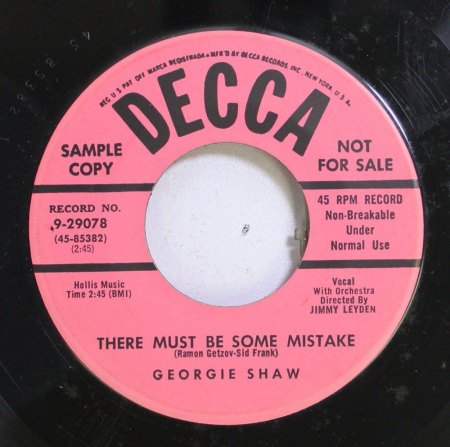 REG U S PAT OFF MARCA REGISTRADA • MF'D BY DECCA RECORDS, INC., NEW YORK, U.S.A.
DECCA
SAMPLE
COPY
NOT
FOR SALE
RECORD NO.
9-29078
(45-85382)
(2:45)
45 RPM RECORD
Non-Breakable
Under
Normal Use
Hollis Music
Time 2:45 (BMI)
Vocal
With Orchestra
Directed By
JIMMY LEYDEN
THERE MUST BE SOME MISTAKE
(Ramon Getzov-Sid Frank)
GEORGIE SHAW